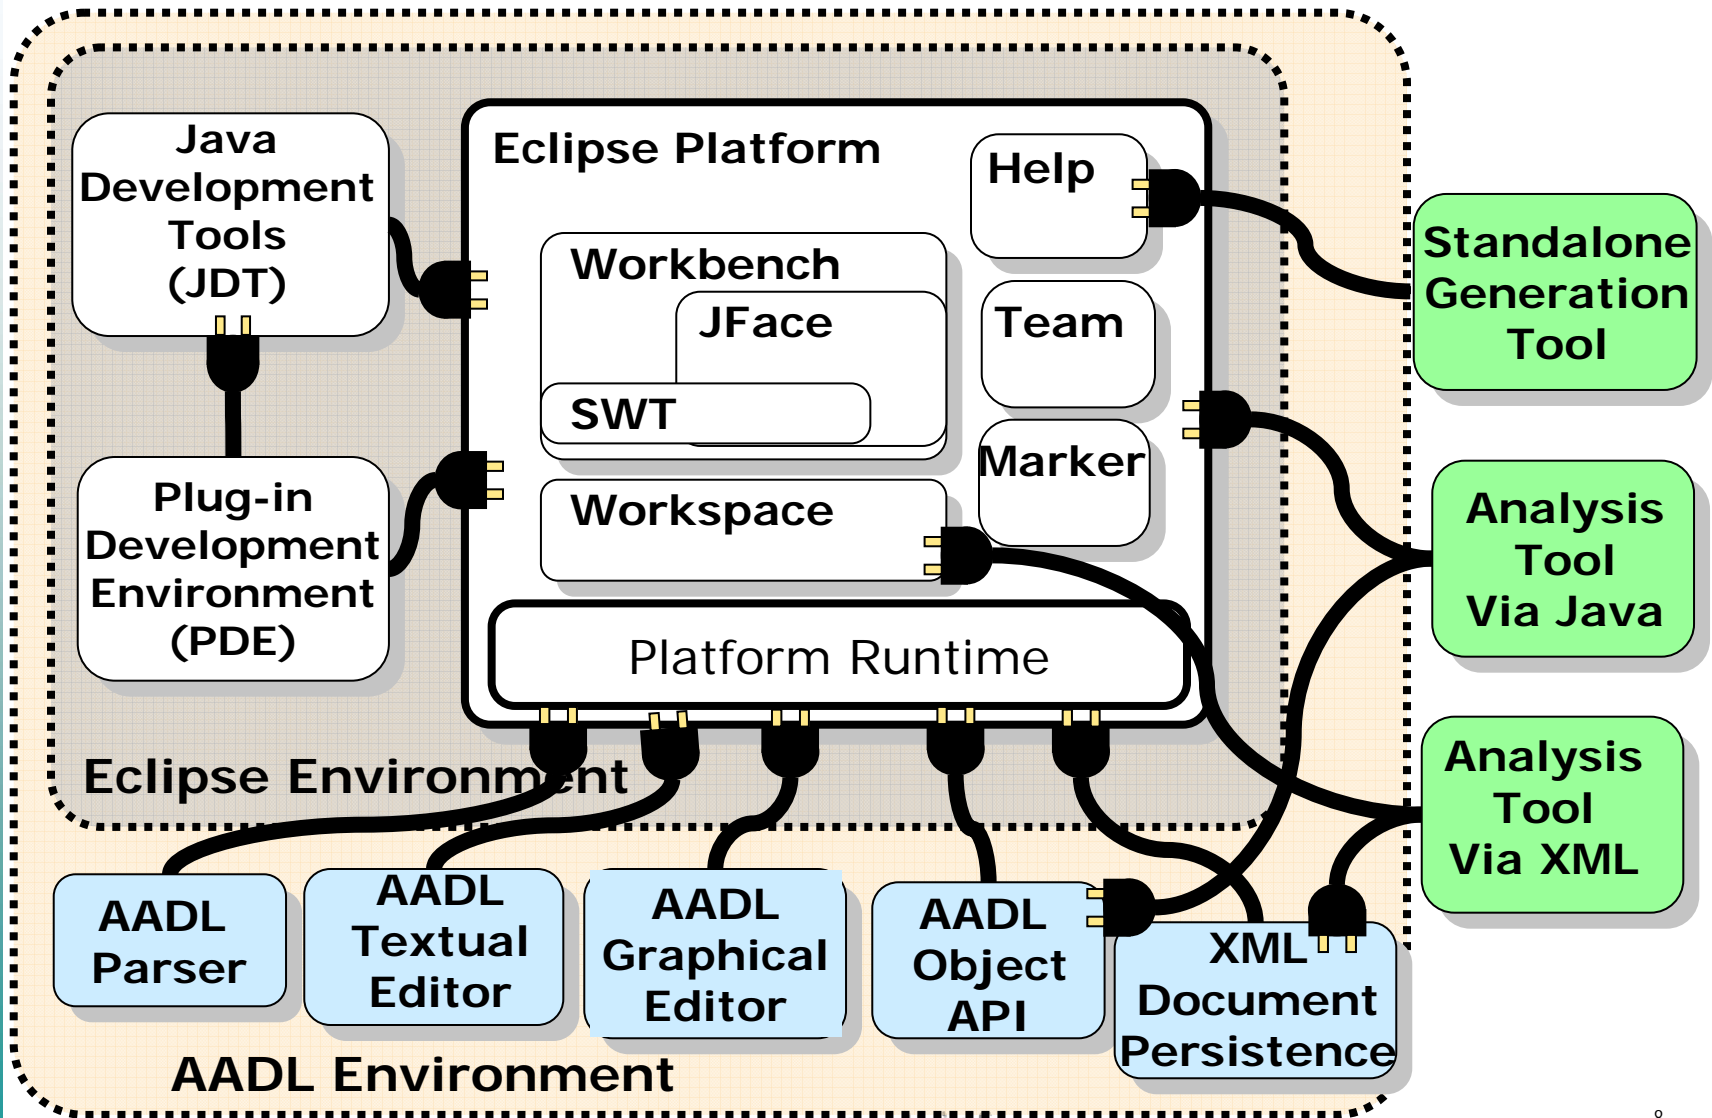 Java
Development
Tools
(JDT)
Eclipse Platform
Help
Workbench
JFace
Team
SWT
Marker
Workspace
Plug-in
Development
Environment
(PDE)
Platform Runtime
Eclipse Environment
Standalone
Generation
Tool
Analysis
Tool
Via Java
Analysis
Tool
Via XML
AADL
Parser
AADL
Textual
Editor
AADL
Graphical
Editor
AADL
Object
API
XML
Document
Persistence
AADL Environment